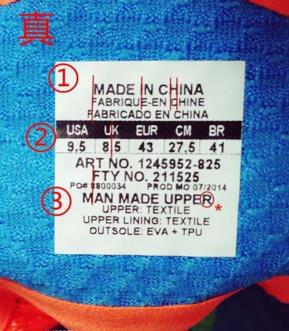 真
① MADE IN CHINA
FABRIQUE-EN CHINE
FABRICADO EN CHINA
② USA UK EUR CM BR
9.5 8.5 43 27.5 41
ART NO. 1245952-825
FTY NO. 211525
PO# 8800034 PROD MO 07/2014
③ MAN MADE UPPER
UPPER: TEXTILE *
UPPER LINING: TEXTILE
OUTSOLE: EVA + TPU